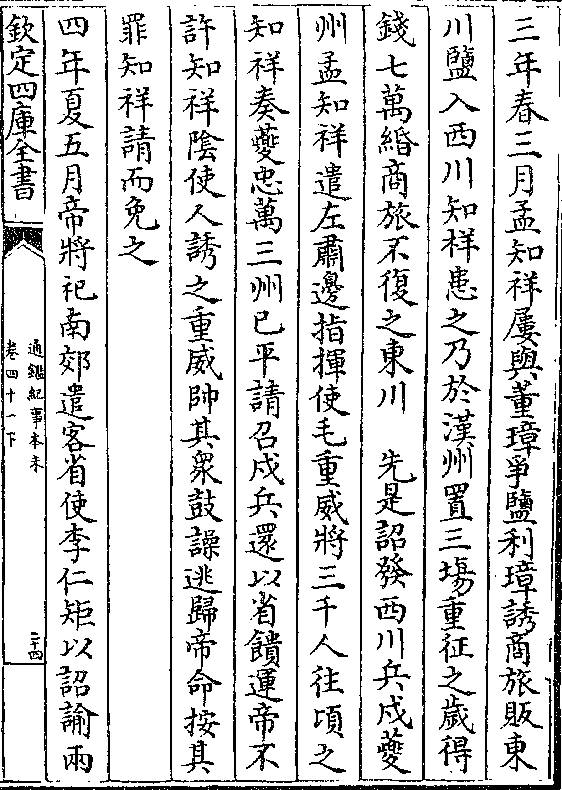 三年春三月孟知祥屢與董璋爭鹽利璋誘商旅販東
川鹽入西川知祥患之乃於漢州置三塲重征之歲得
錢七萬緡商旅不復之東川　先是詔發西川兵戍夔
州孟知祥遣左肅邊指揮使毛重威將三千人往頃之
知祥奏夔忠萬三州已平請召戍兵還以省饋運帝不
許知祥陰使人誘之重威帥其衆鼓譟逃歸帝命按其
罪知祥請而免之
四年夏五月帝將祀南郊遣客省使李仁矩以詔諭兩
欽定四庫全書
通鑑紀事本末
卷四十一下
二十四